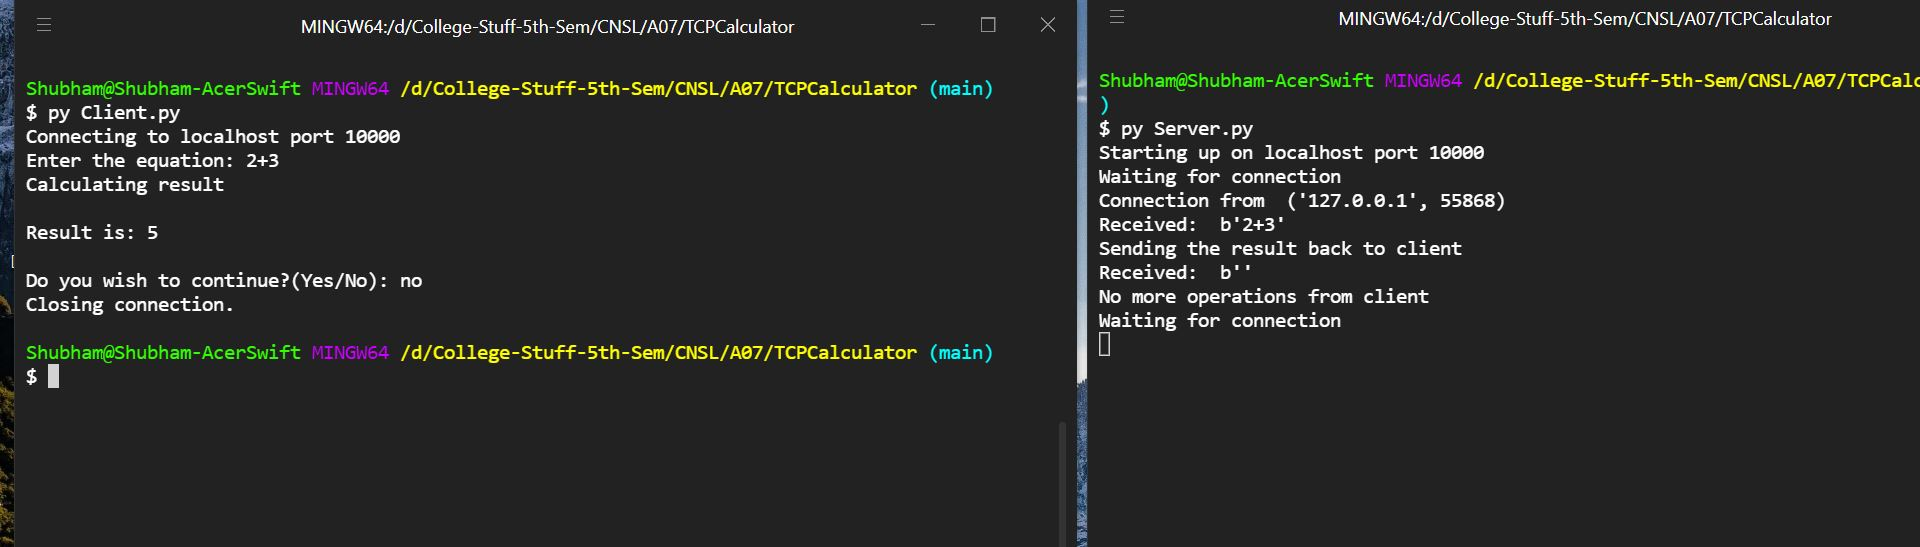 MINGW64:/d/College-Stuff-5th-Sem/CNSL/A07/TCPCalculator
Shubham@Shubham-AcerSwift MINGW64 /d/College-Stuff-5th-Sem/CNSL/A07/TCPCalculator (main)
$ py Client.py
Connecting to localhost port 10000
Enter the equation: 2+3
Calculating result
Result is: 5
Do you wish to continue?(Yes/No): no
Closing connection.
Shubham@Shubham-AcerSwift MINGW64 /d/College-Stuff-5th-Sem/CNSL/A07/TCPCalculator (main)
$
MINGW64:/d/College-Stuff-5th-Sem/CNSL/A07/TCPCalculator
Shubham@Shubham-AcerSwift MINGW64 /d/College-Stuff-5th-Sem/CNSL/A07/TCPCalc
)
$ py Server.py
Starting up on localhost port 10000
Waiting for connection
Connection from  ('127.0.0.1', 55868)
Received:  b'2+3'
Sending the result back to client
Received:  b''
No more operations from client
Waiting for connection